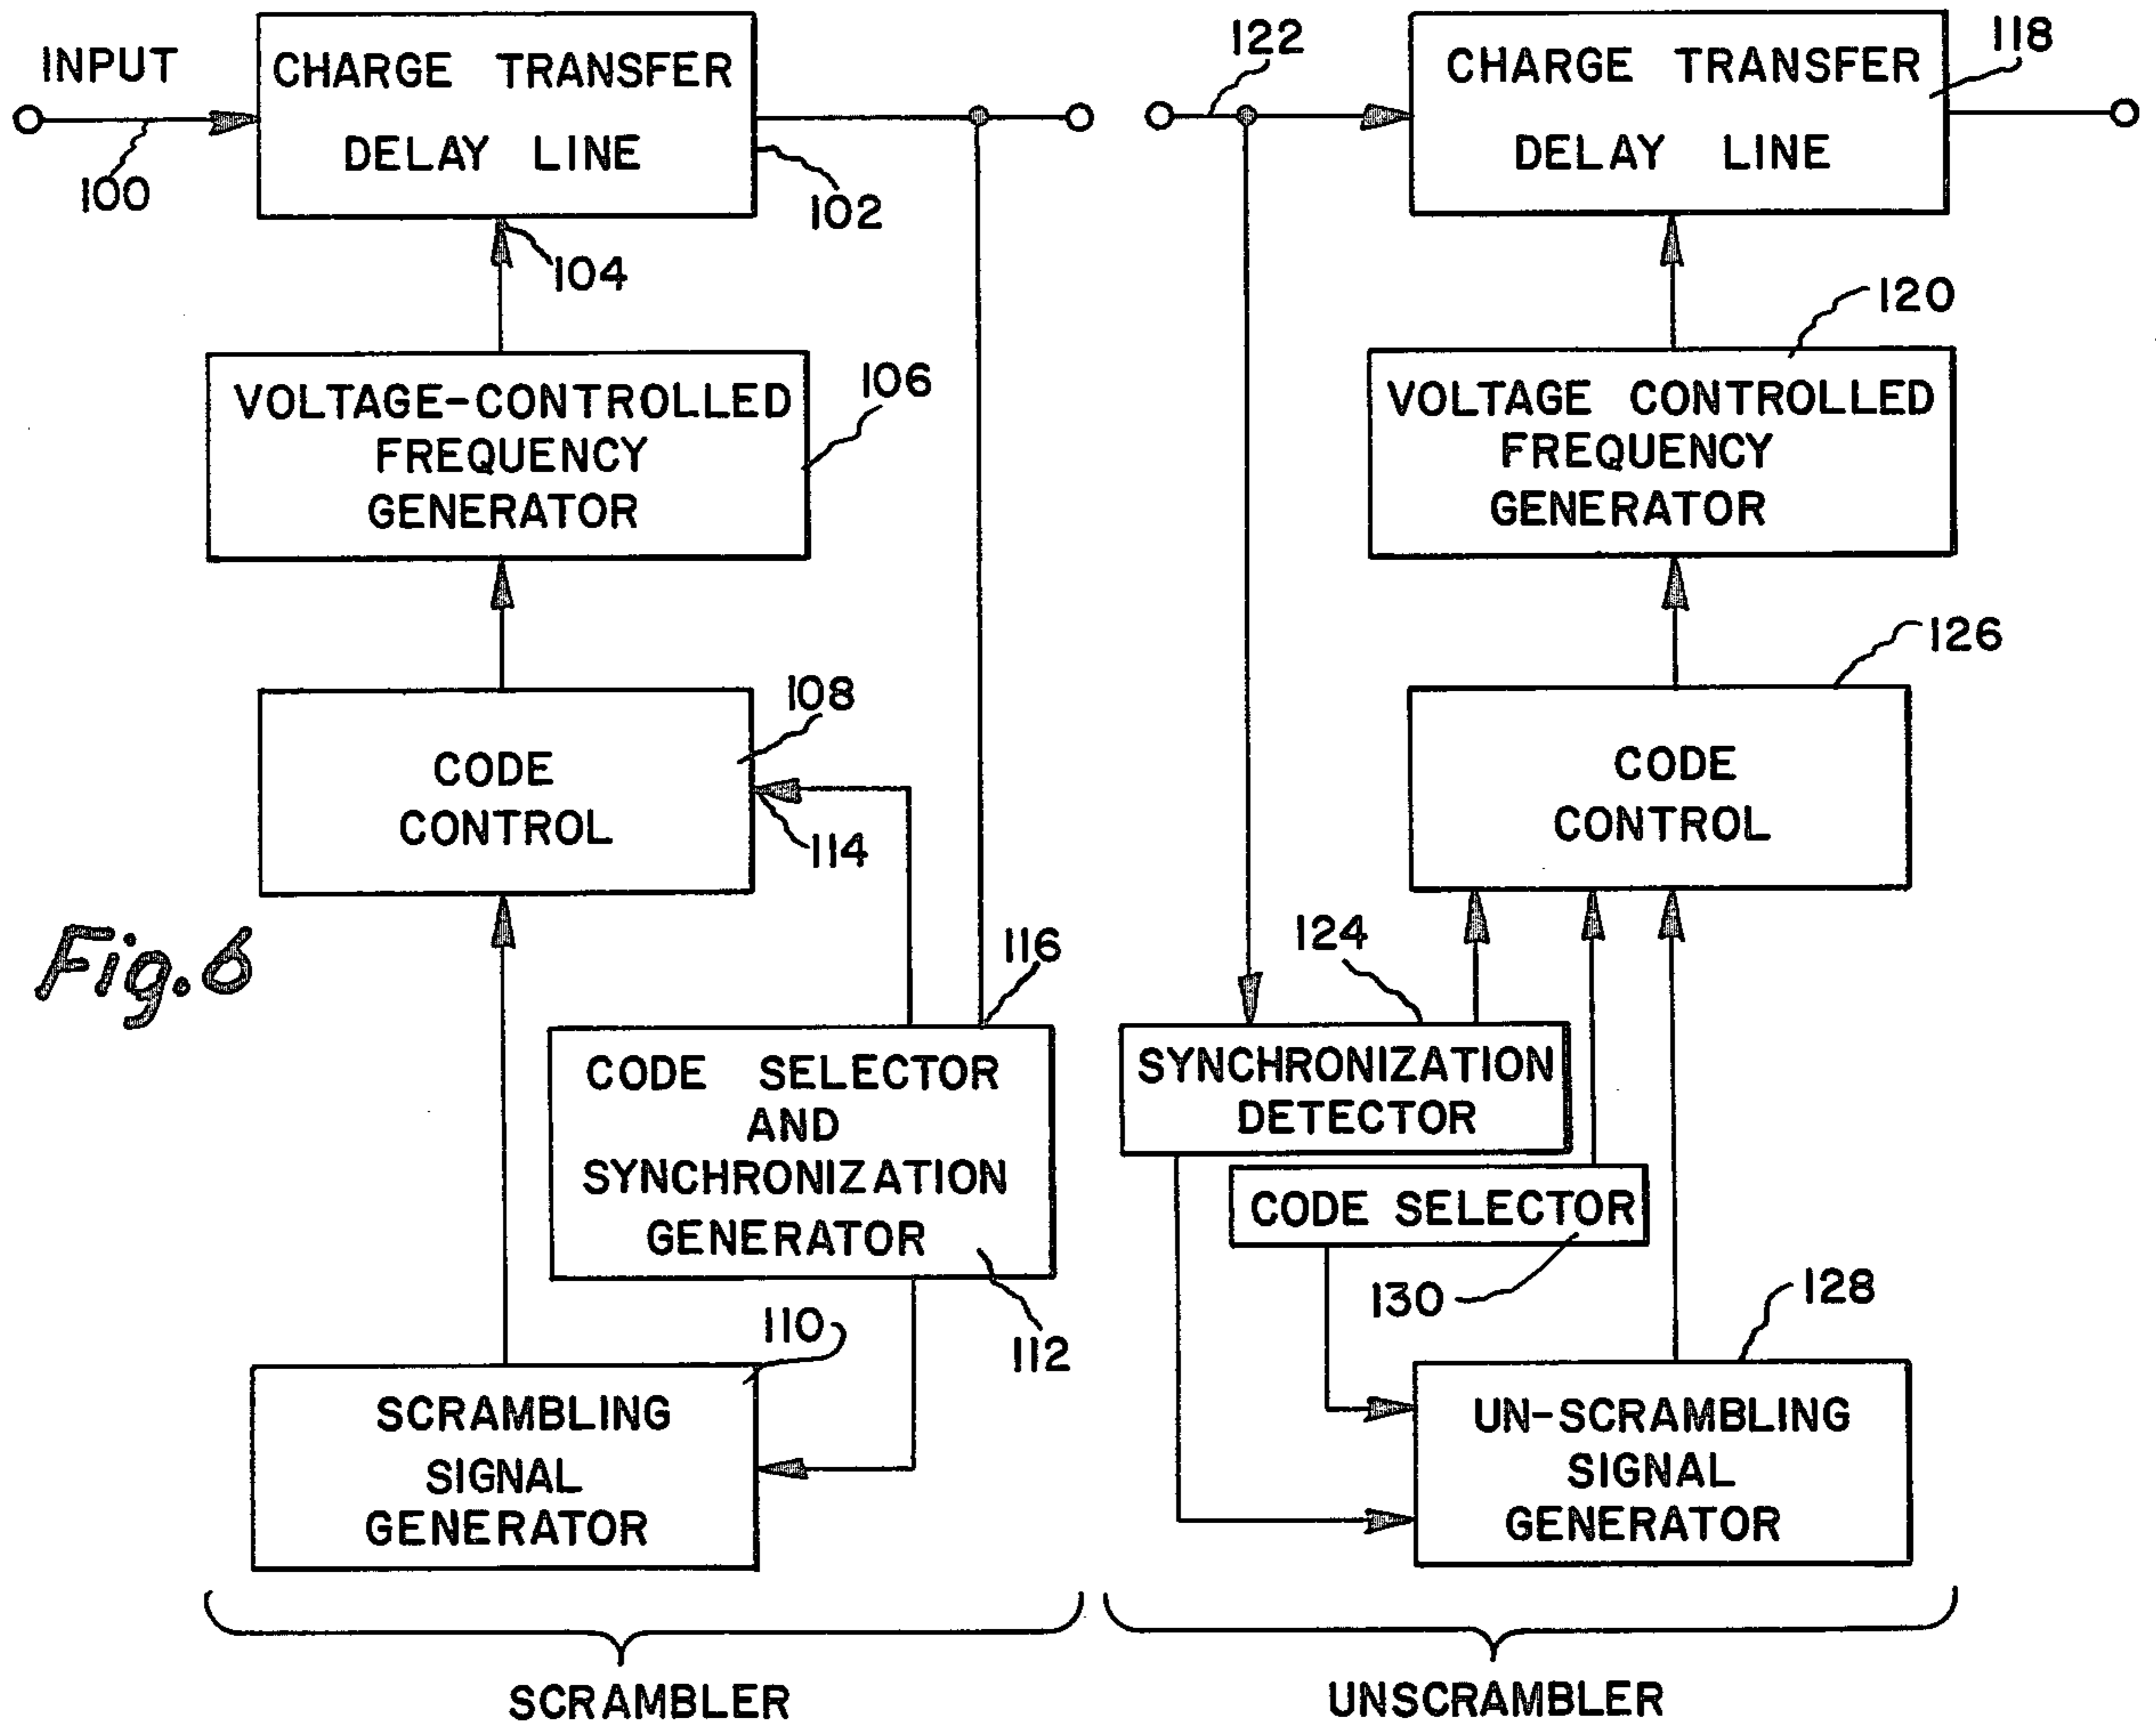 INPUT
100
CHARGE TRANSFER
DELAY LINE
102
104
VOLTAGE-CONTROLLED
FREQUENCY
GENERATOR
106
CODE
CONTROL
108
114
116
CODE SELECTOR
AND
SYNCHRONIZATION
GENERATOR
112
110
SCRAMBLING
SIGNAL
GENERATOR
SCRAMBLER
Fig.6
122
CHARGE TRANSFER
DELAY LINE
118
120
VOLTAGE CONTROLLED
FREQUENCY
GENERATOR
126
CODE
CONTROL
124
SYNCHRONIZATION
DETECTOR
CODE SELECTOR
130
128
UN-SCRAMBLING
SIGNAL
GENERATOR
UNSCRAMBLER